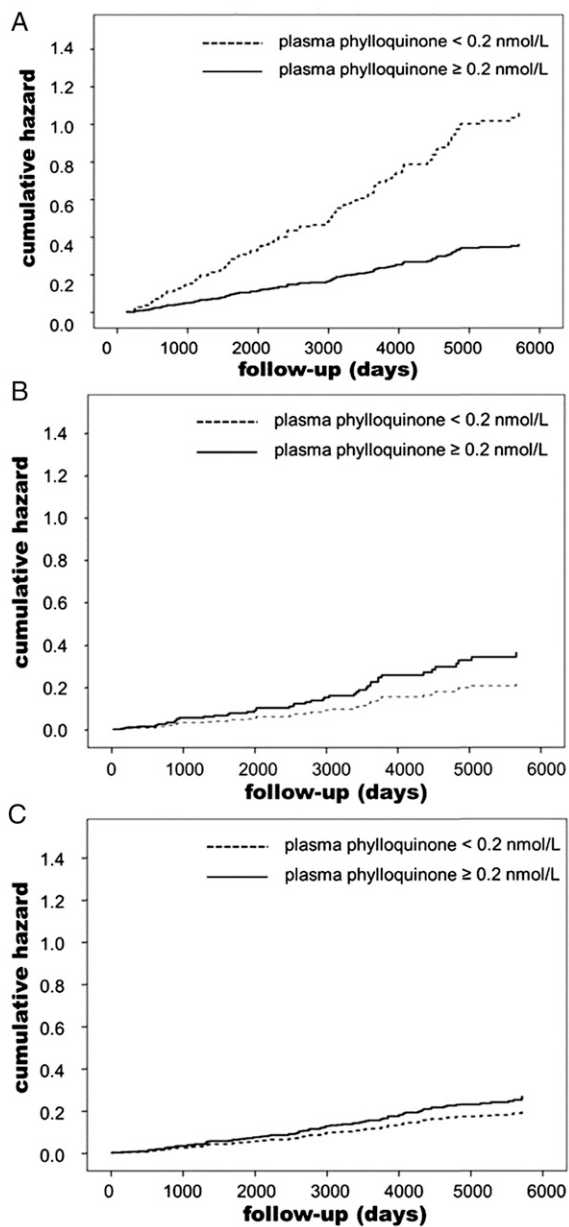 A
plasma phylloquinone < 0.2 nmol/L
plasma phylloquinone ≥ 0.2 nmol/L
cumulative hazard
1.4
1.2
1.0
0.8
0.6
0.4
0.2
0.0
0 1000 2000 3000 4000 5000 6000
follow-up (days)
B
plasma phylloquinone < 0.2 nmol/L
plasma phylloquinone ≥ 0.2 nmol/L
cumulative hazard
1.4
1.2
1.0
0.8
0.6
0.4
0.2
0.0
0 1000 2000 3000 4000 5000 6000
follow-up (days)
C
plasma phylloquinone < 0.2 nmol/L
plasma phylloquinone ≥ 0.2 nmol/L
cumulative hazard
1.4
1.2
1.0
0.8
0.6
0.4
0.2
0.0
0 1000 2000 3000 4000 5000 6000
follow-up (days)